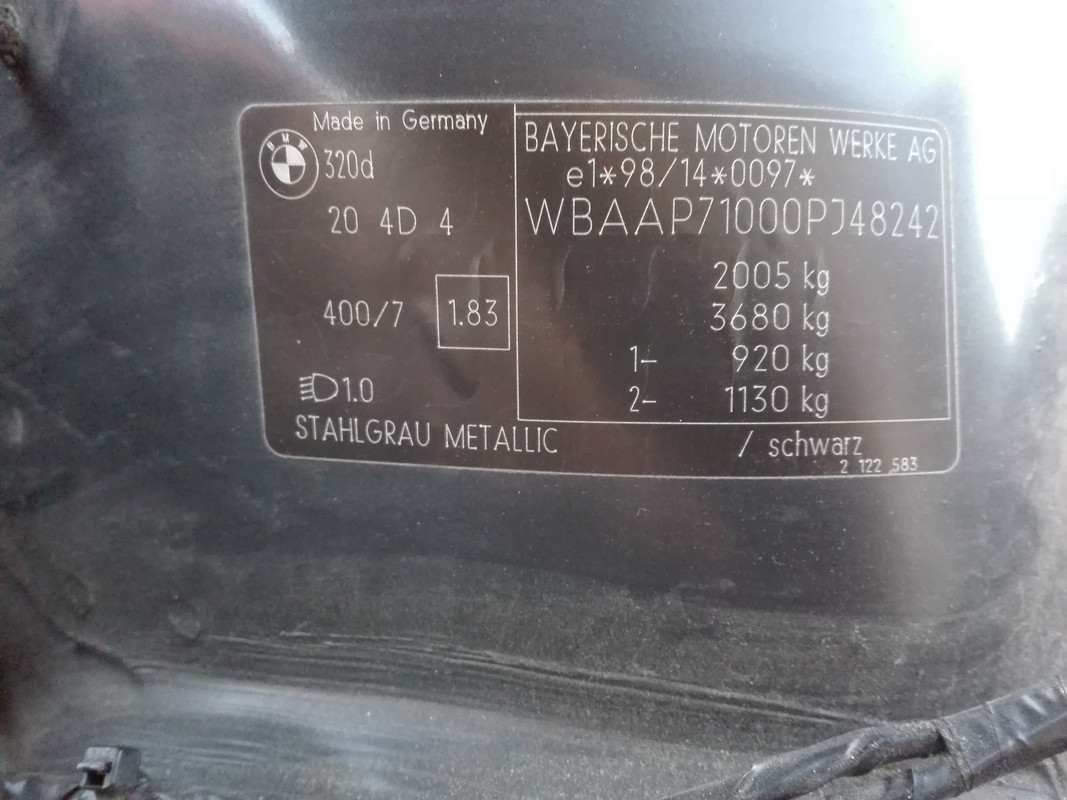 Made in Germany
BMW
320d
20 4D 4
400/7 1.83
1.0
BAYERISCHE MOTOREN WERKE AG
e1*98/14*0097*
WBAAP71000PJ48242
2005 kg
3680 kg
1- 920 kg
2- 1130 kg
STAHLGRAU METALLIC / schwarz
2 122 583